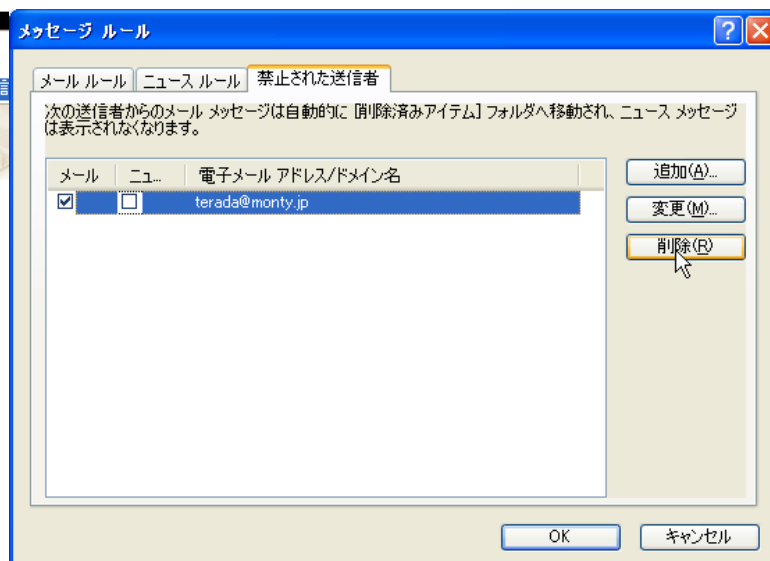 メッセージ ルール
メール ルール ニュース ルール 禁止された送信者
次の送信者からのメール メッセージは自動的に [削除済みアイテム] フォルダへ移動され、ニュース メッセージ
は表示されなくなります。
メール ニュ... 電子メール アドレス/ドメイン名
terada@monty.jp
追加(A)...
変更(M)...
削除(R)
OK キャンセル